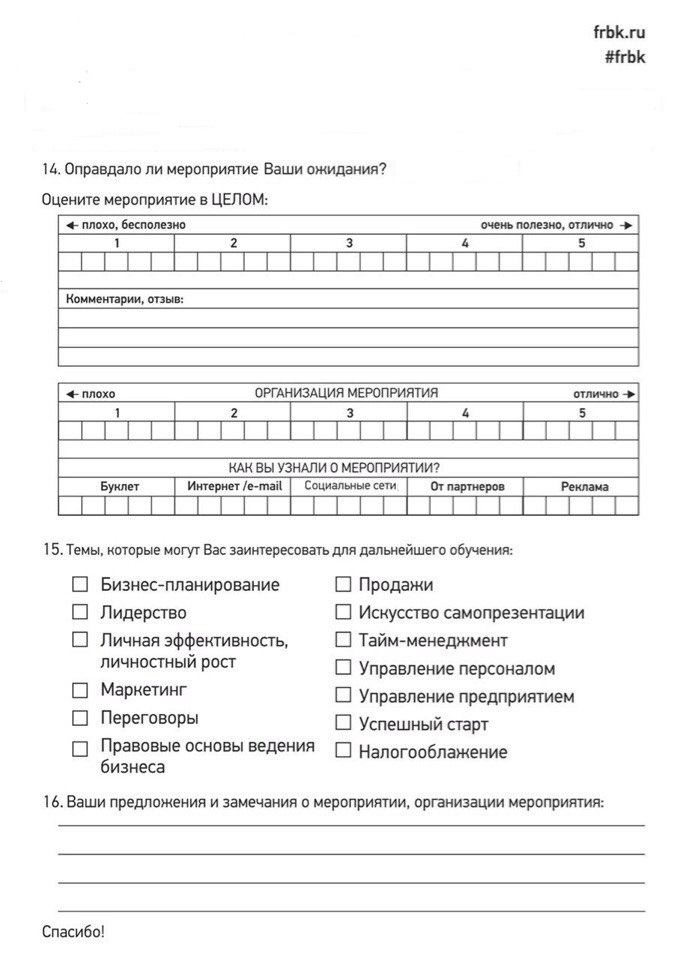 frbk.ru
#frbk
14. Оправдало ли мероприятие Ваши ожидания?
Оцените мероприятие в ЦЕЛОМ:
← плохо, бесполезно очень полезно, отлично →
1 2 3 4 5
Комментарии, отзыв:
← плохо ОРГАНИЗАЦИЯ МЕРОПРИЯТИЯ отлично →
1 2 3 4 5
КАК ВЫ УЗНАЛИ О МЕРОПРИЯТИИ?
Буклет Интернет /e-mail Социальные сети От партнеров Реклама
15. Темы, которые могут Вас заинтересовать для дальнейшего обучения:
Бизнес-планирование
Лидерство
Личная эффективность,
личностный рост
Маркетинг
Переговоры
Правовые основы ведения
бизнеса
Продажи
Искусство самопрезентации
Тайм-менеджмент
Управление персоналом
Управление предприятием
Успешный старт
Налогооблажение
16. Ваши предложения и замечания о мероприятии, организации мероприятия:
Спасибо!